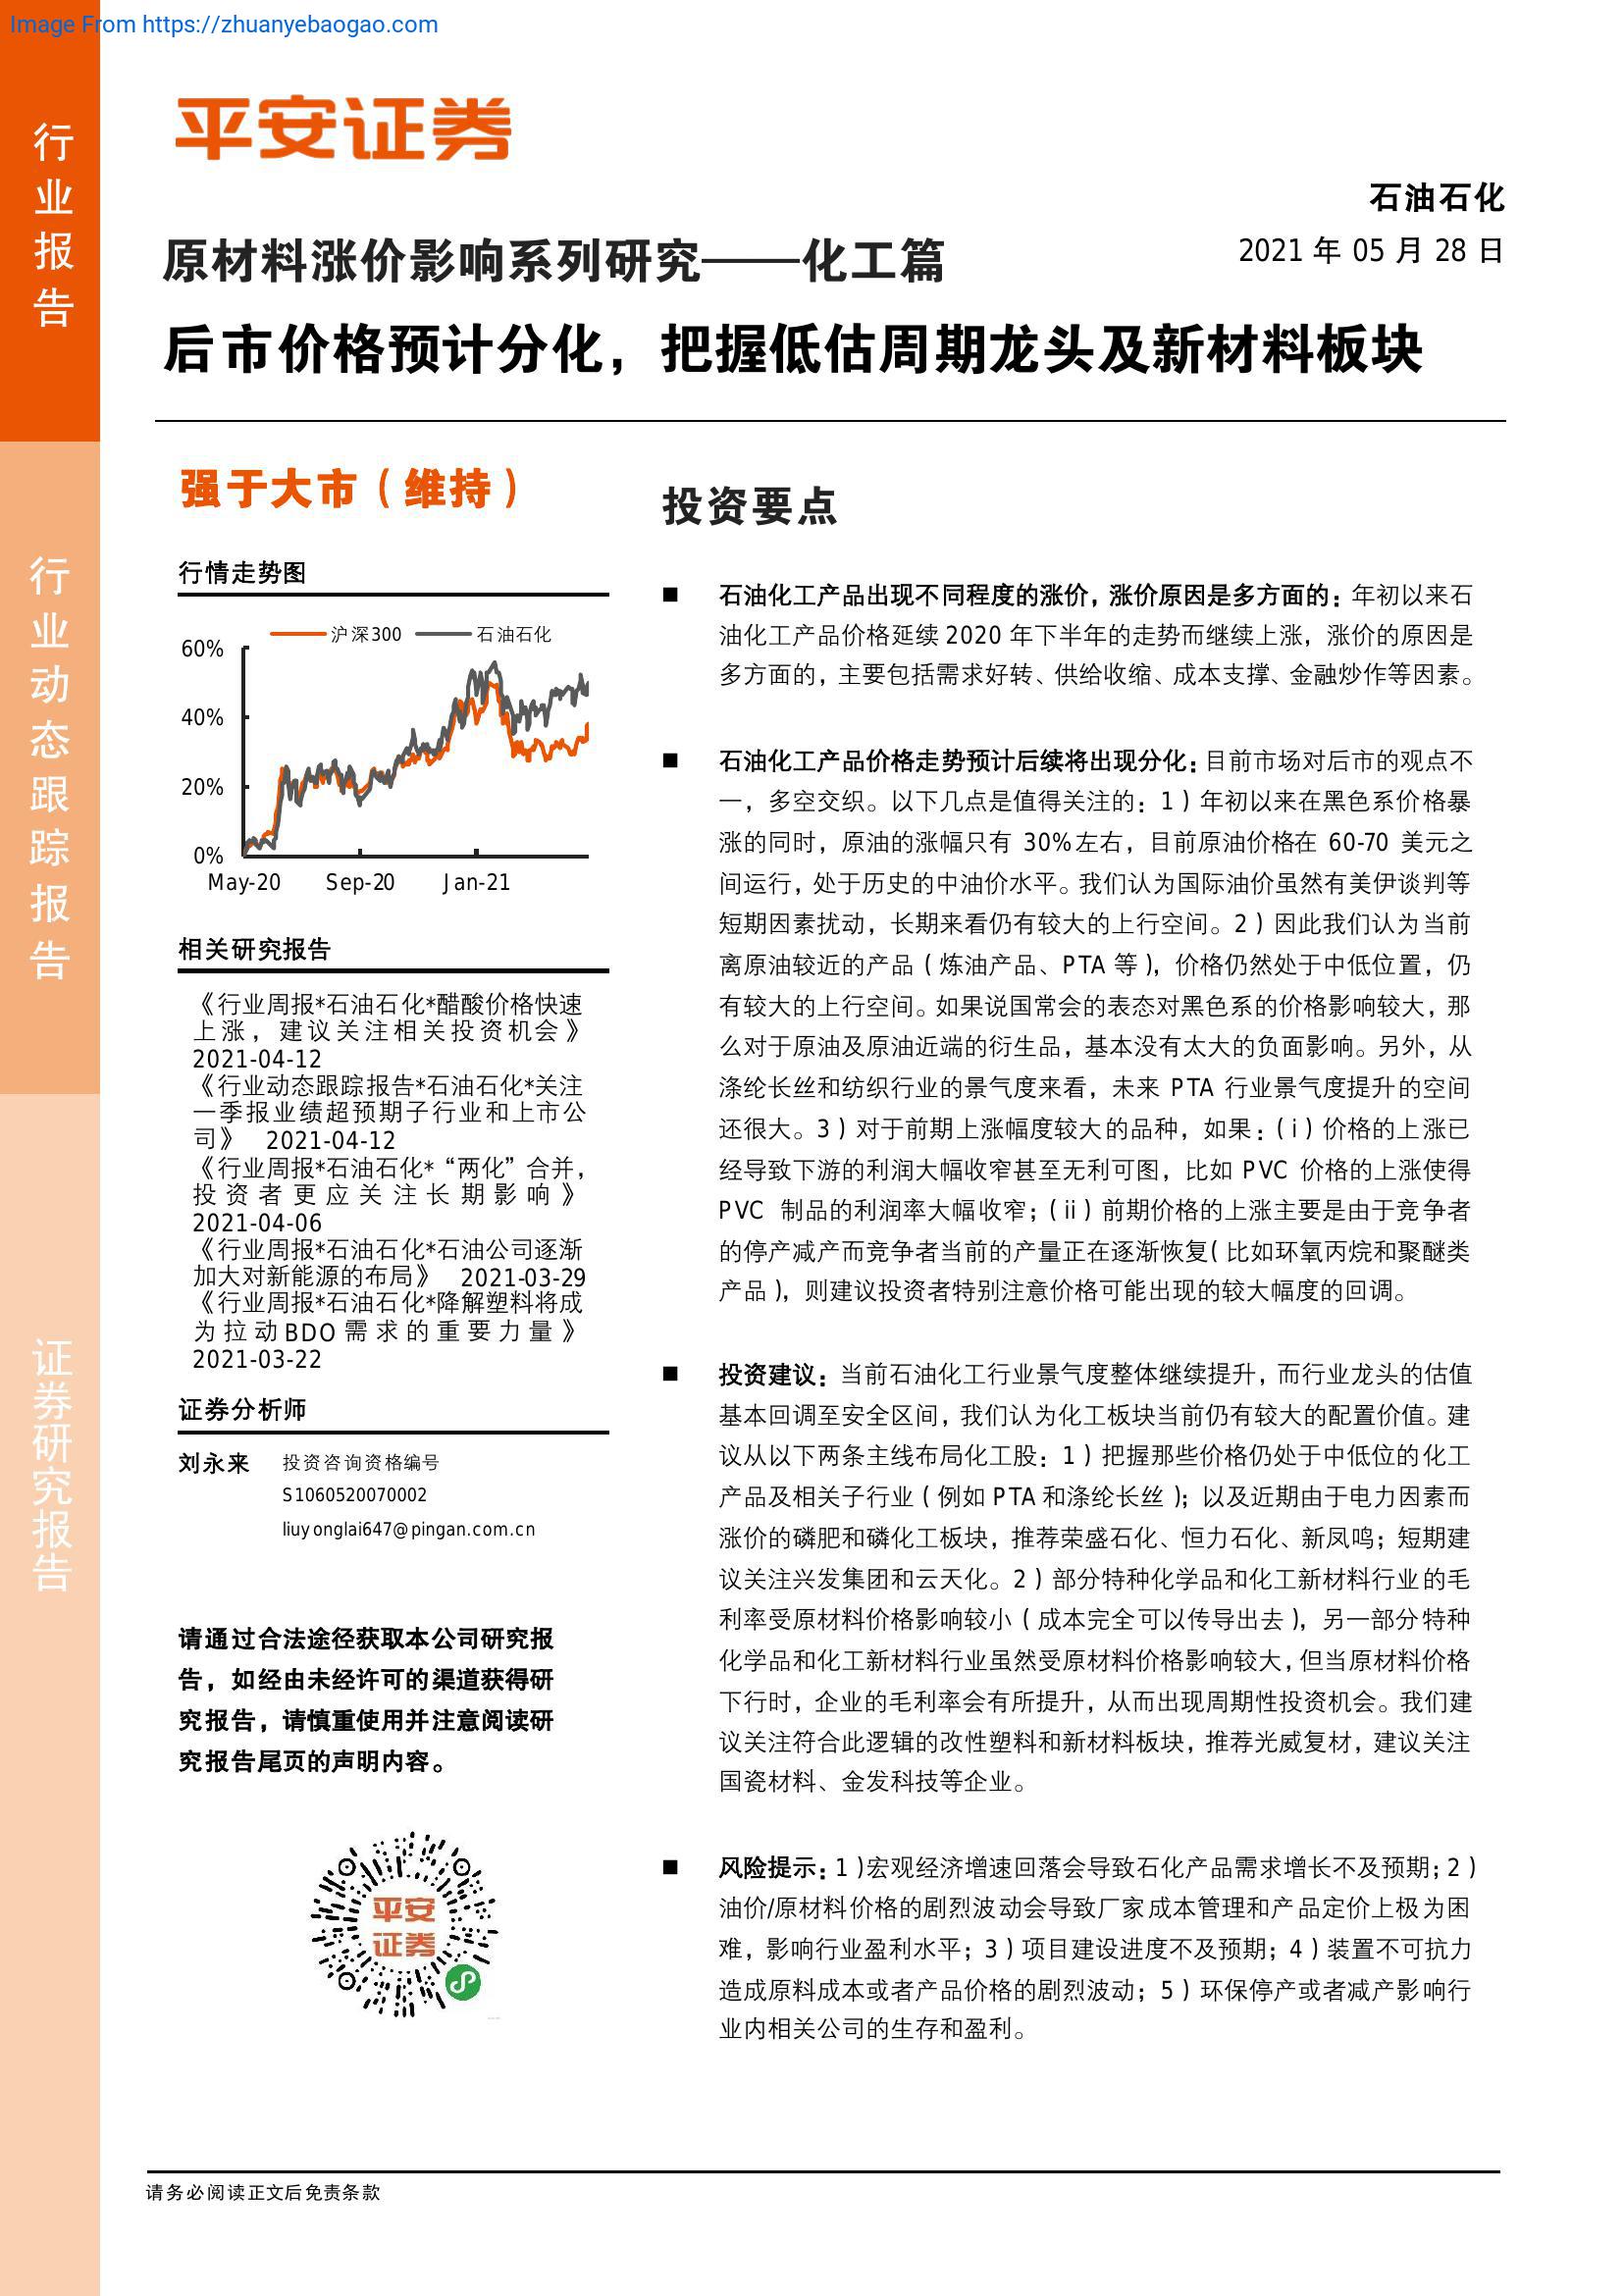 Image From https://zhuanyebaogao.com
行业报告
行业动态跟踪报告
证券研究报告
平安证券
石油石化
2021 年 05 月 28 日
原材料涨价影响系列研究——化工篇
后市价格预计分化，把握低估周期龙头及新材料板块
强于大市（维持）
行情走势图
沪深300 石油石化
60%
40%
20%
0%
May-20 Sep-20 Jan-21
相关研究报告
《行业周报*石油石化*醋酸价格快速
上涨，建议关注相关投资机会》
2021-04-12
《行业动态跟踪报告*石油石化*关注
一季报业绩超预期子行业和上市公
司》 2021-04-12
《行业周报*石油石化*“两化”合并，
投资者更应关注长期影响》
2021-04-06
《行业周报*石油石化*石油公司逐渐
加大对新能源的布局》 2021-03-29
《行业周报*石油石化*降解塑料将成
为拉动BDO需求的重要力量》
2021-03-22
证券分析师
刘永来 投资咨询资格编号
S1060520070002
liuyonglai647@pingan.com.cn
请通过合法途径获取本公司研究报
告，如经由未经许可的渠道获得研
究报告，请慎重使用并注意阅读研
究报告尾页的声明内容。
平安
证券
投资要点
■ 石油化工产品出现不同程度的涨价，涨价原因是多方面的：年初以来石
油化工产品价格延续 2020 年下半年的走势而继续上涨，涨价的原因是
多方面的，主要包括需求好转、供给收缩、成本支撑、金融炒作等因素。
■ 石油化工产品价格走势预计后续将出现分化：目前市场对后市的观点不
一，多空交织。以下几点是值得关注的：1）年初以来在黑色系价格暴
涨的同时，原油的涨幅只有 30%左右，目前原油价格在 60-70 美元之
间运行，处于历史的中油价水平。我们认为国际油价虽然有美伊谈判等
短期因素扰动，长期来看仍有较大的上行空间。2）因此我们认为当前
离原油较近的产品（炼油产品、PTA 等），价格仍然处于中低位置，仍
有较大的上行空间。如果说国常会的表态对黑色系的价格影响较大，那
么对于原油及原油近端的衍生品，基本没有太大的负面影响。另外，从
涤纶长丝和纺织行业的景气度来看，未来 PTA 行业景气度提升的空间
还很大。3）对于前期上涨幅度较大的品种，如果：（i）价格的上涨已
经导致下游的利润大幅收窄甚至无利可图，比如 PVC 价格的上涨使得
PVC 制品的利润率大幅收窄；（ii）前期价格的上涨主要是由于竞争者
的停产减产而竞争者当前的产量正在逐渐恢复（比如环氧丙烷和聚醚类
产品），则建议投资者特别注意价格可能出现的较大幅度的回调。
■ 投资建议：当前石油化工行业景气度整体继续提升，而行业龙头的估值
基本回调至安全区间，我们认为化工板块当前仍有较大的配置价值。建
议从以下两条主线布局化工股：1）把握那些价格仍处于中低位的化工
产品及相关子行业（例如 PTA 和涤纶长丝）；以及近期由于电力因素而
涨价的磷肥和磷化工板块，推荐荣盛石化、恒力石化、新凤鸣；短期建
议关注兴发集团和云天化。2）部分特种化学品和化工新材料行业的毛
利率受原材料价格影响较小（成本完全可以传导出去），另一部分特种
化学品和化工新材料行业虽然受原材料价格影响较大，但当原材料价格
下行时，企业的毛利率会有所提升，从而出现周期性投资机会。我们建
议关注符合此逻辑的改性塑料和新材料板块，推荐光威复材，建议关注
国瓷材料、金发科技等企业。
■ 风险提示：1）宏观经济增速回落会导致石化产品需求增长不及预期；2）
油价/原材料价格的剧烈波动会导致厂家成本管理和产品定价上极为困
难，影响行业盈利水平；3）项目建设进度不及预期；4）装置不可抗力
造成原料成本或者产品价格的剧烈波动；5）环保停产或者减产影响行
业内相关公司的生存和盈利。
请务必阅读正文后免责条款